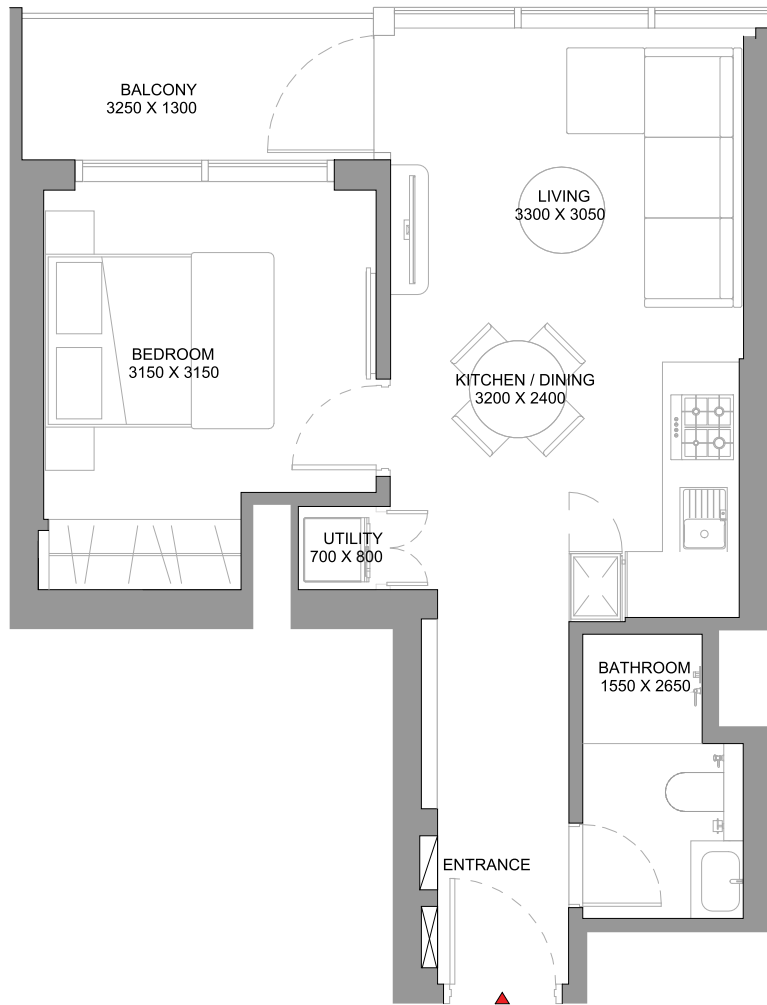 BALCONY
3250 X 1300
LIVING
3300 X 3050
BEDROOM
3150 X 3150
KITCHEN / DINING
3200 X 2400
UTILITY
700 X 800
BATHROOM
1550 X 2650
ENTRANCE